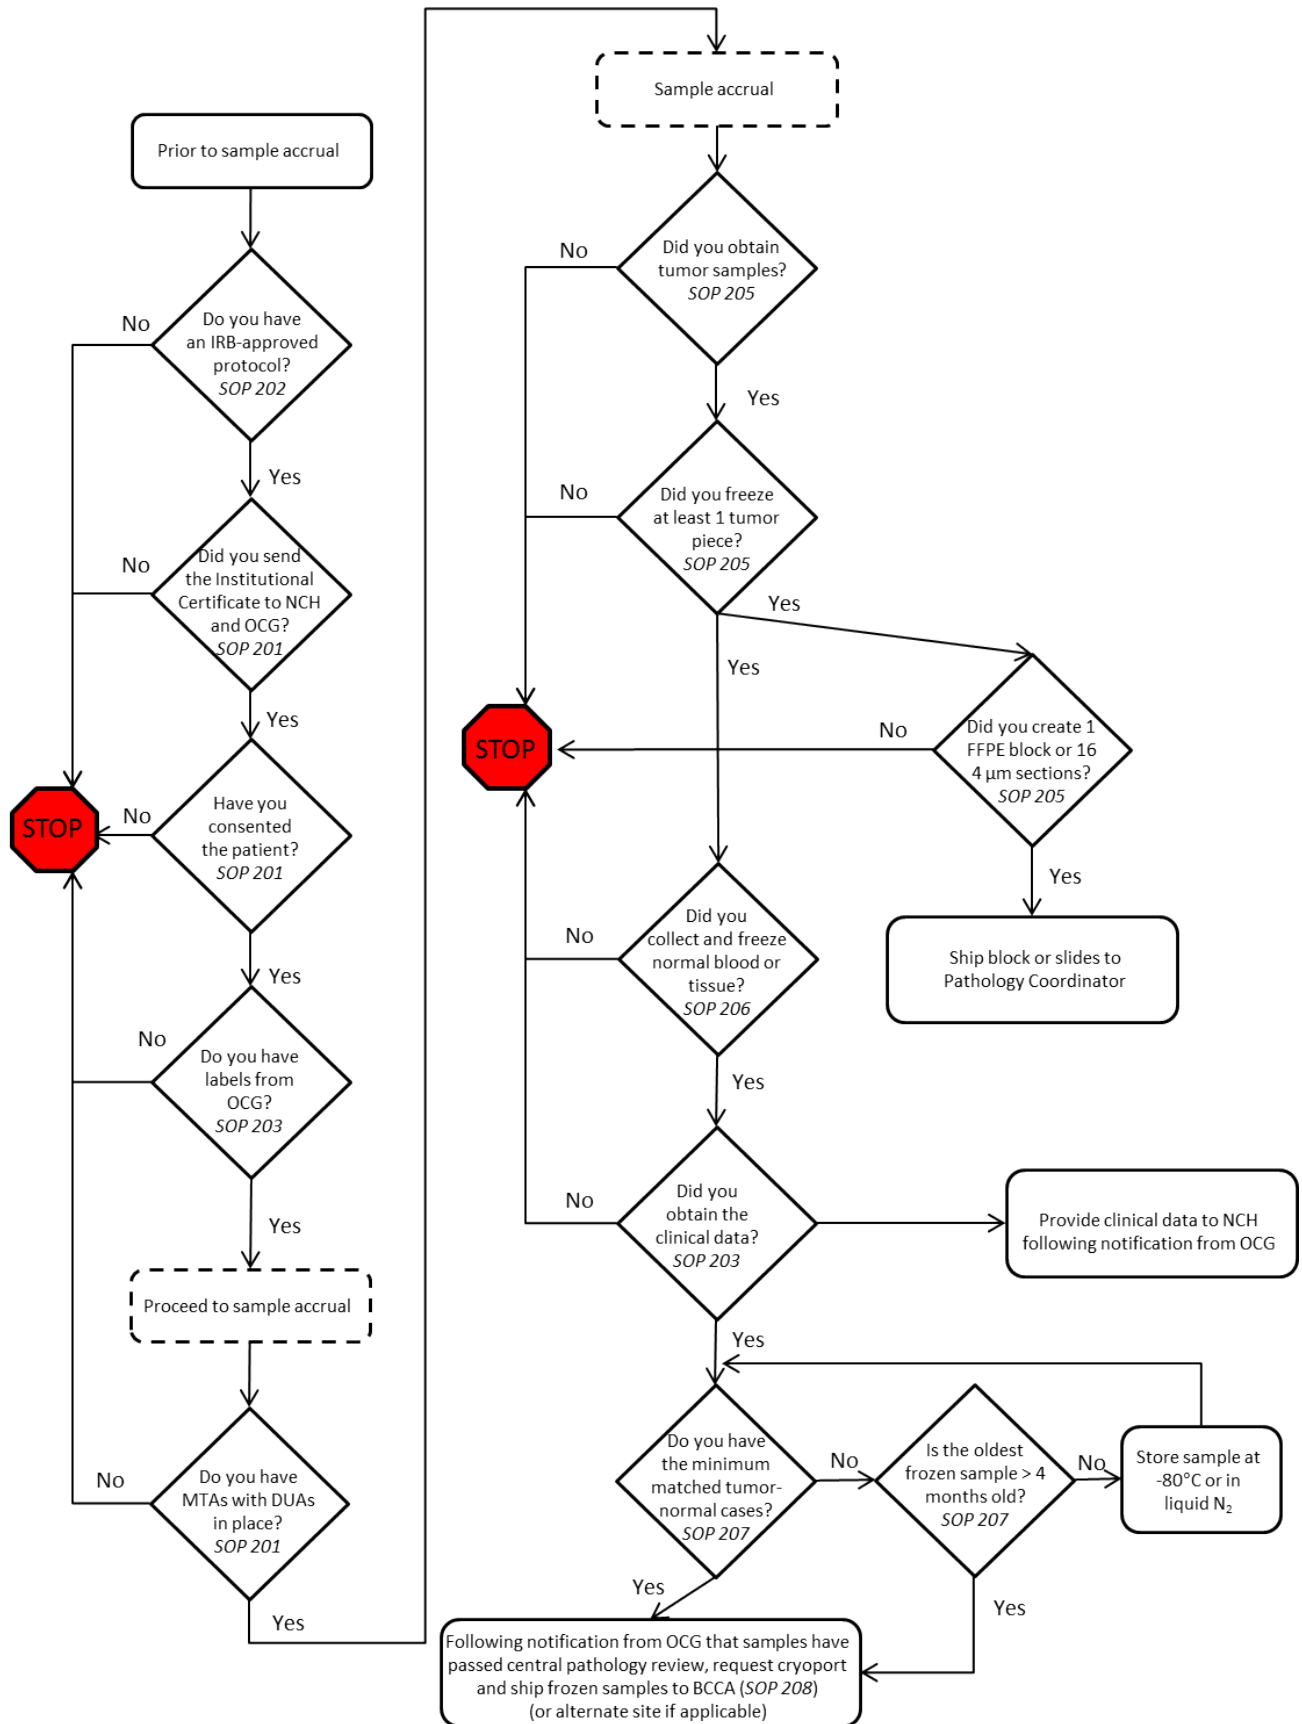 Prior to sample accrual
Do you have
an IRB-approved
protocol?
SOP 202
No
Yes
Did you send
the Institutional
Certificate to NCH
and OCG?
SOP 201
No
Yes
Have you
consented
the patient?
SOP 201
No
STOP
Yes
Do you have
labels from
OCG?
SOP 203
No
Yes
Proceed to sample accrual
Do you have
MTAs with DUAs
in place?
SOP 201
No
Yes
Sample accrual
Did you obtain
tumor samples?
SOP 205
No
Yes
Did you freeze
at least 1 tumor
piece?
SOP 205
No
Yes
Yes
STOP
Did you create 1
FFPE block or 16
4 µm sections?
SOP 205
No
Yes
Ship block or slides to
Pathology Coordinator
Did you
collect and freeze
normal blood or
tissue?
SOP 206
No
Yes
Did you
obtain the
clinical data?
SOP 203
No
Provide clinical data to NCH
following notification from OCG
Yes
Do you have
the minimum
matched tumor-
normal cases?
SOP 207
No
Is the oldest
frozen sample > 4
months old?
SOP 207
No
Store sample at
-80°C or in
liquid N₂
Yes
Yes
Following notification from OCG that samples have
passed central pathology review, request cryoport
and ship frozen samples to BCCA (SOP 208)
(or alternate site if applicable)